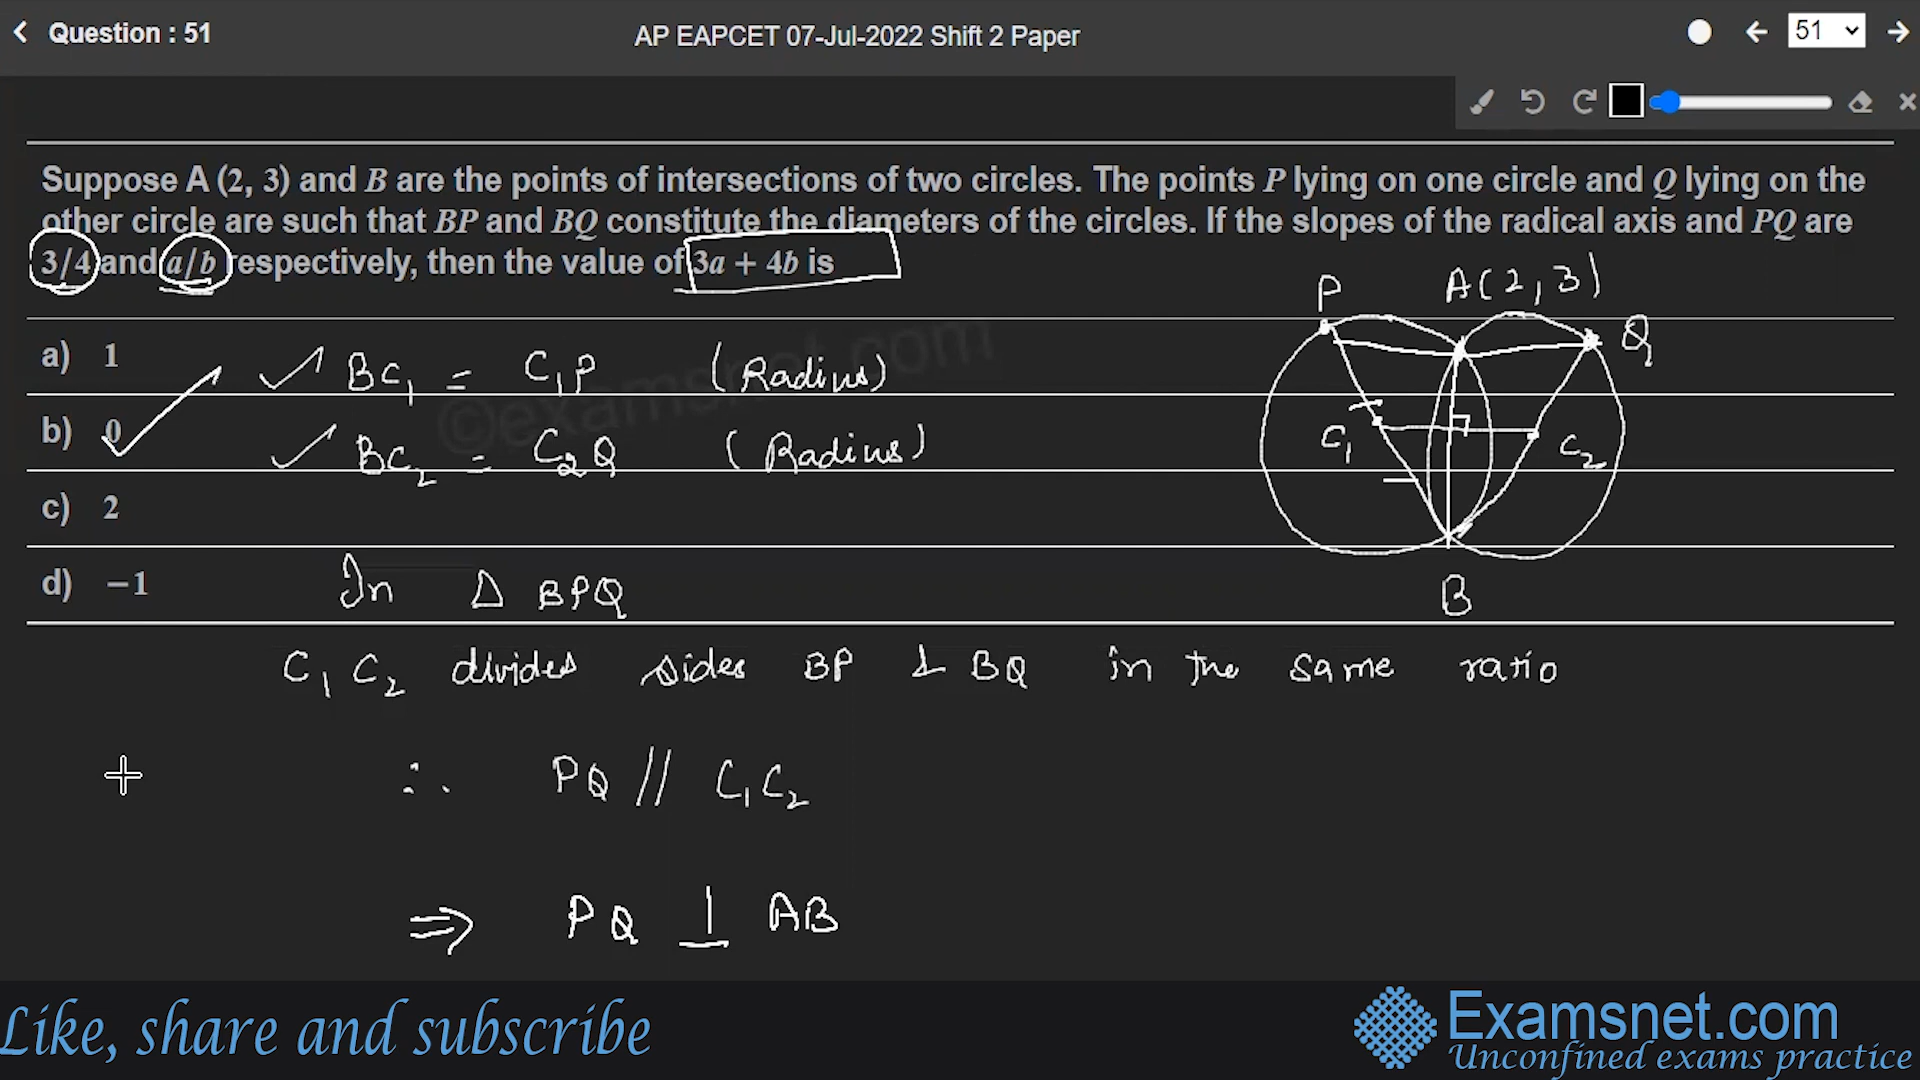 Question : 51
AP EAPCET 07-Jul-2022 Shift 2 Paper
51
Suppose A (2, 3) and B are the points of intersections of two circles. The points P lying on one circle and Q lying on the
other circle are such that BP and BQ constitute the diameters of the circles. If the slopes of the radical axis and PQ are
3/4 and a/b respectively, then the value of 3a + 4b is
P A(2, 3) Q
a) 1
BC₁ = C₁P (Radius)
©examsnet.com
b) 0
BC₂ = C₂Q (Radius)
C₁ C₂
c) 2
d) −1
In Δ BPQ
B
C₁ C₂ divides sides BP & BQ in the same ratio
∴ PQ // C₁C₂
⇒ PQ ⊥ AB
Like, share and subscribe
Examsnet.com
Unconfined exams practice